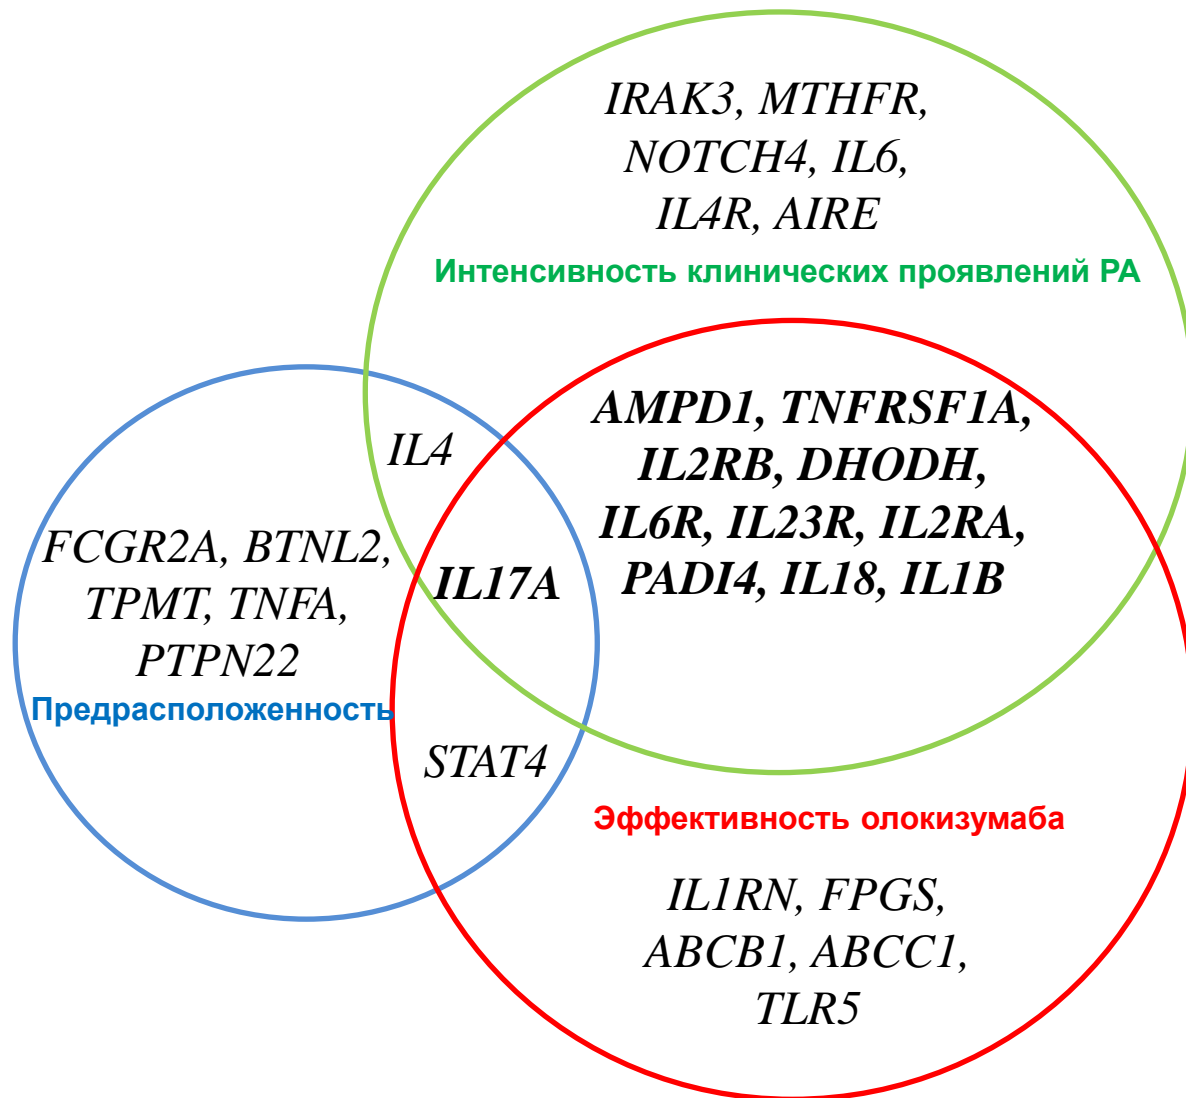 IRAK3, MTHFR,
NOTCH4, IL6,
IL4R, AIRE
Интенсивность клинических проявлений РА
AMPD1, TNFRSF1A,
IL2RB, DHODH,
IL6R, IL23R, IL2RA,
PADI4, IL18, IL1B
IL4
IL17A
FCGR2A, BTNL2,
TPMT, TNFA,
PTPN22
Предрасположенность
STAT4
Эффективность олокизумаба
IL1RN, FPGS,
ABCB1, ABCC1,
TLR5